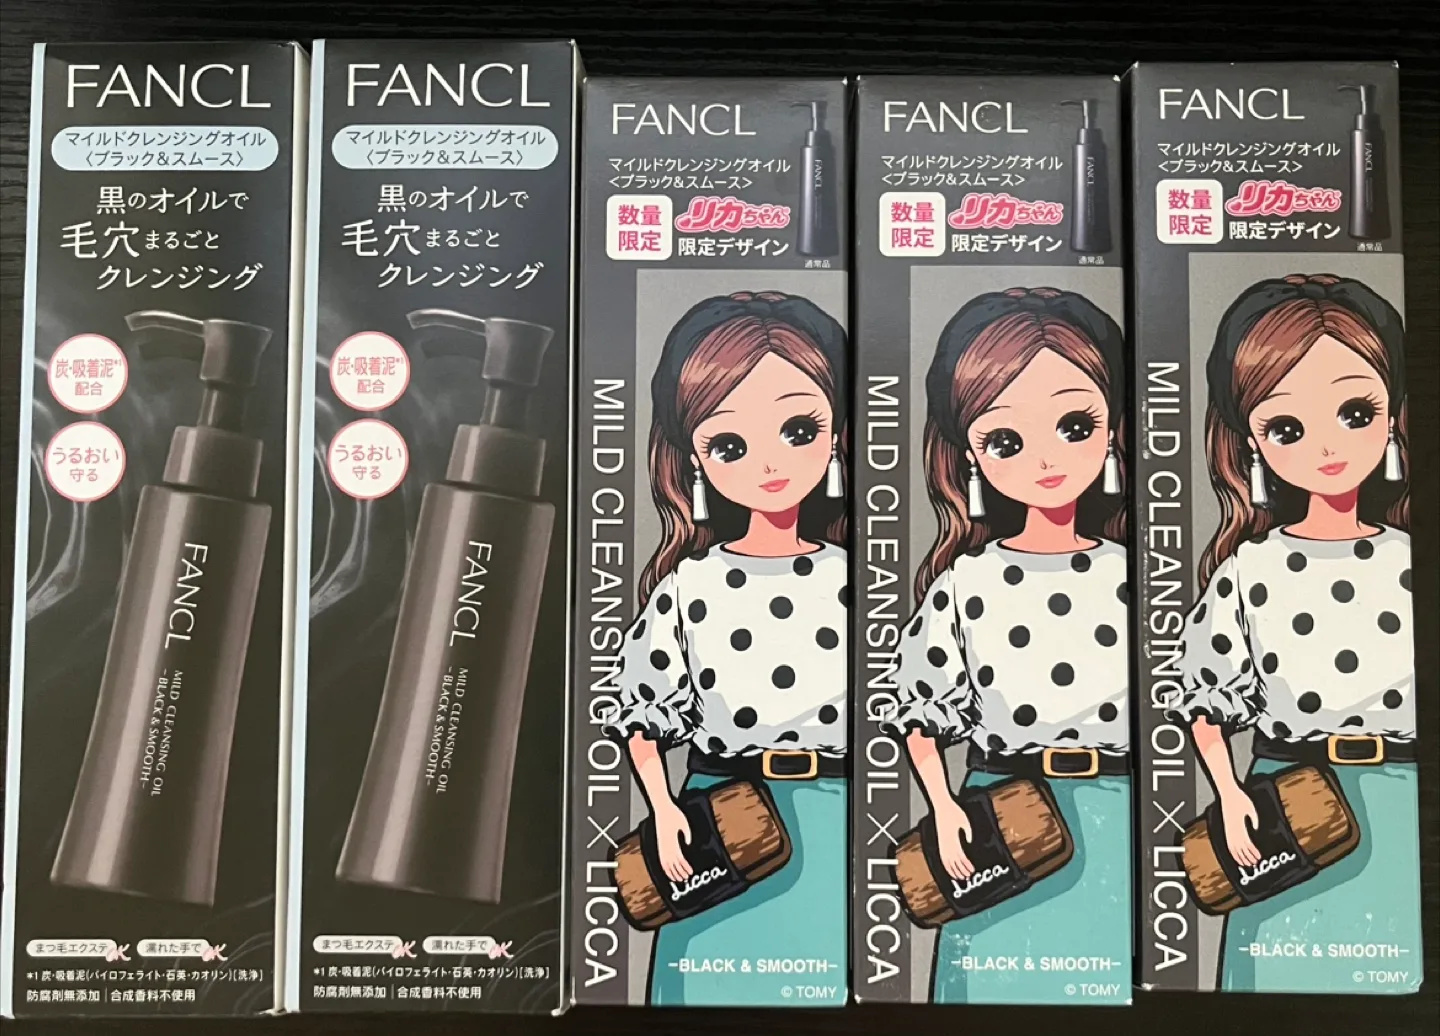 FANCL
マイルドクレンジングオイル
〈ブラック&スムース〉
黒のオイルで
毛穴まるごと
クレンジング
炭・吸着泥*1
配合
うるおい
守る
FANCL
MILD CLEANSING OIL
-BLACK & SMOOTH-
まつ毛エクステOK 濡れた手でOK
*1 炭・吸着泥(パイロフェライト・石英・カオリン)[洗浄]
防腐剤無添加|合成香料不使用
FANCL
マイルドクレンジングオイル
〈ブラック&スムース〉
黒のオイルで
毛穴まるごと
クレンジング
炭・吸着泥*1
配合
うるおい
守る
FANCL
MILD CLEANSING OIL
-BLACK & SMOOTH-
まつ毛エクステOK 濡れた手でOK
*1 炭・吸着泥(パイロフェライト・石英・カオリン)[洗浄]
防腐剤無添加|合成香料不使用
FANCL
マイルドクレンジングオイル
<ブラック&スムース>
数量
限定
リカちゃん
限定デザイン
FANCL
通常品
MILD CLEANSING OIL × LICCA
Licca
-BLACK & SMOOTH-
© TOMY
FANCL
マイルドクレンジングオイル
<ブラック&スムース>
数量
限定
リカちゃん
限定デザイン
FANCL
通常品
MILD CLEANSING OIL × LICCA
Licca
-BLACK & SMOOTH-
© TOMY
FANCL
マイルドクレンジングオイル
<ブラック&スムース>
数量
限定
リカちゃん
限定デザイン
FANCL
通常品
MILD CLEANSING OIL × LICCA
Licca
-BLACK & SMOOTH-
© TOMY